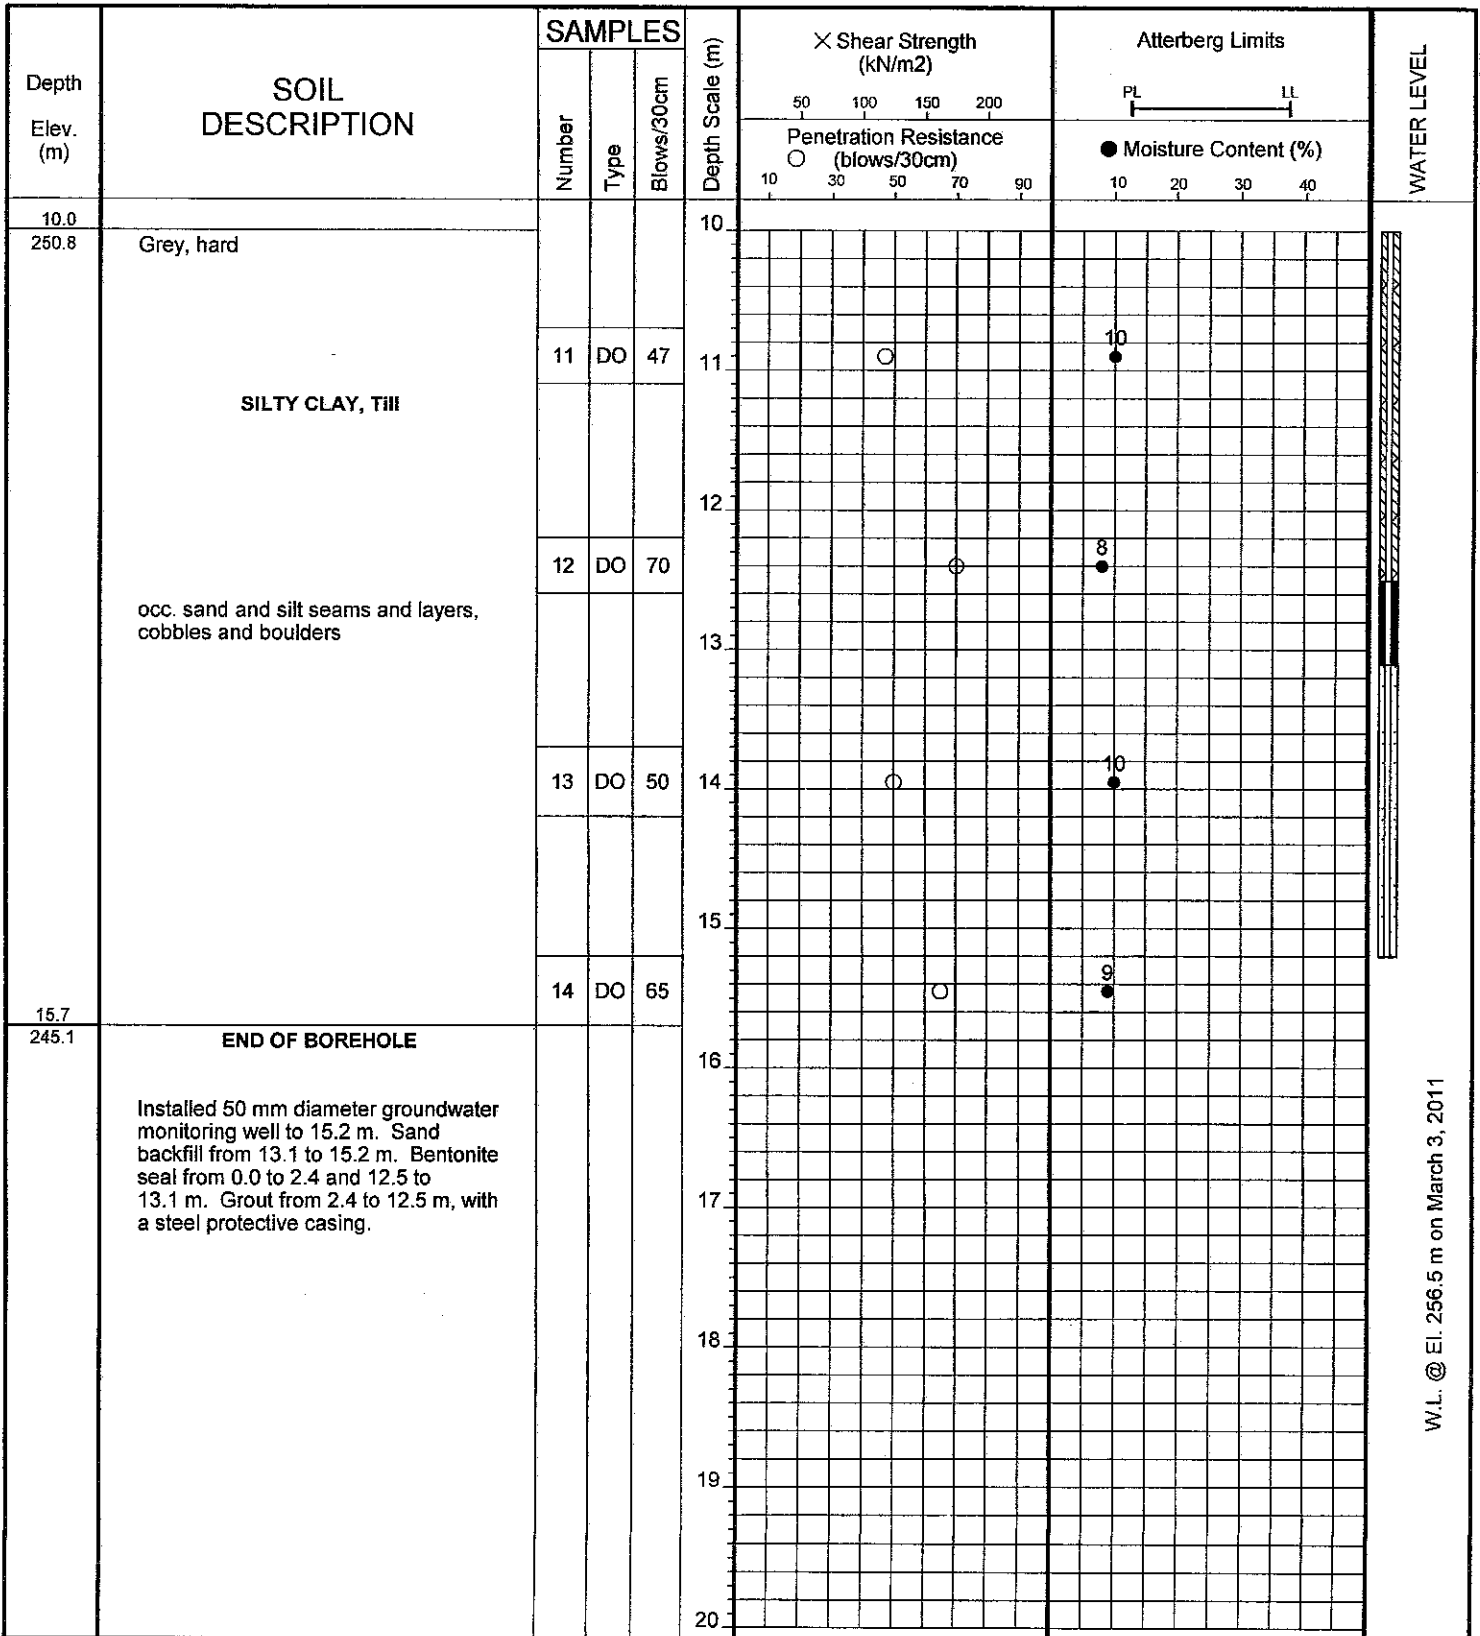 Depth
Elev.
(m)
SOIL
DESCRIPTION
SAMPLES
Number
Type
Blows/30cm
Depth Scale (m)
× Shear Strength
(kN/m2)
50 100 150 200
Penetration Resistance
(blows/30cm)
10 30 50 70 90
Atterberg Limits
PL LL
Moisture Content (%)
10 20 30 40
WATER LEVEL
10.0
250.8
Grey, hard
10
11 DO 47
10
11
SILTY CLAY, Till
12
12 DO 70
8
occ. sand and silt seams and layers,
cobbles and boulders
13
13 DO 50
10
14
15
14 DO 65
9
15.7
245.1
END OF BOREHOLE
16
Installed 50 mm diameter groundwater
monitoring well to 15.2 m. Sand
backfill from 13.1 to 15.2 m. Bentonite
seal from 0.0 to 2.4 and 12.5 to
13.1 m. Grout from 2.4 to 12.5 m, with
a steel protective casing.
17
18
19
20
W.L. @ El. 256.5 m on March 3, 2011